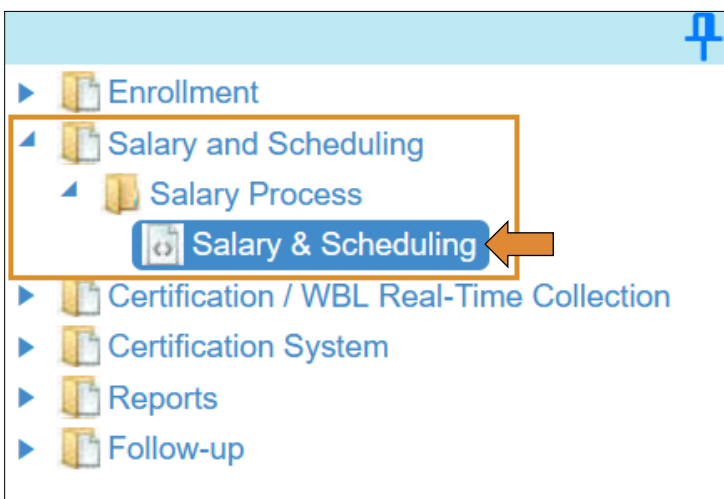 Enrollment
Salary and Scheduling
Salary Process
Salary & Scheduling
Certification / WBL Real-Time Collection
Certification System
Reports
Follow-up